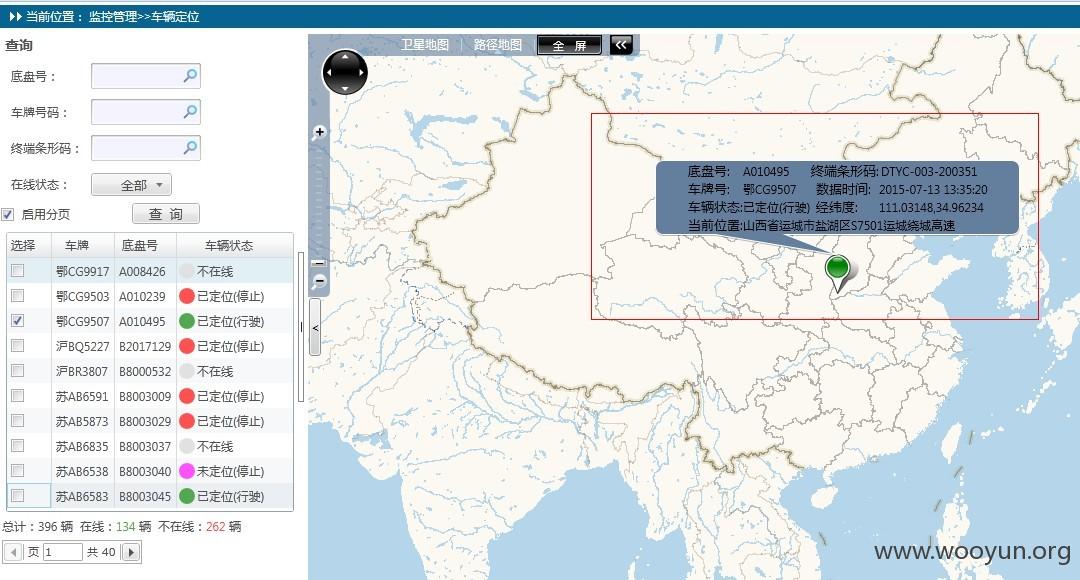 当前位置：监控管理>>车辆定位
查询
底盘号：
车牌号码：
终端条形码：
在线状态： 全部
启用分页 查 询
选择 车牌 底盘号 车辆状态
鄂CG9917 A008426 不在线
鄂CG9503 A010239 已定位(停止)
鄂CG9507 A010495 已定位(行驶)
沪BQ5227 B2017129 已定位(停止)
沪BR3807 B8000532 不在线
苏AB6591 B8003009 已定位(停止)
苏AB5873 B8003029 已定位(停止)
苏AB6835 B8003037 不在线
苏AB6538 B8003040 未定位(停止)
苏AB6583 B8003045 已定位(行驶)
总计：396 辆 在线：134 辆 不在线：262 辆
页 1 共 40
卫星地图 路径地图 全 屏 <<
底盘号： A010495 终端条形码: DTYC-003-200351
车牌号: 鄂CG9507 数据时间: 2015-07-13 13:35:20
车辆状态:已定位(行驶) 经纬度: 111.03148,34.96234
当前位置:山西省运城市盐湖区S7501运城绕城高速
www.wooyun.org